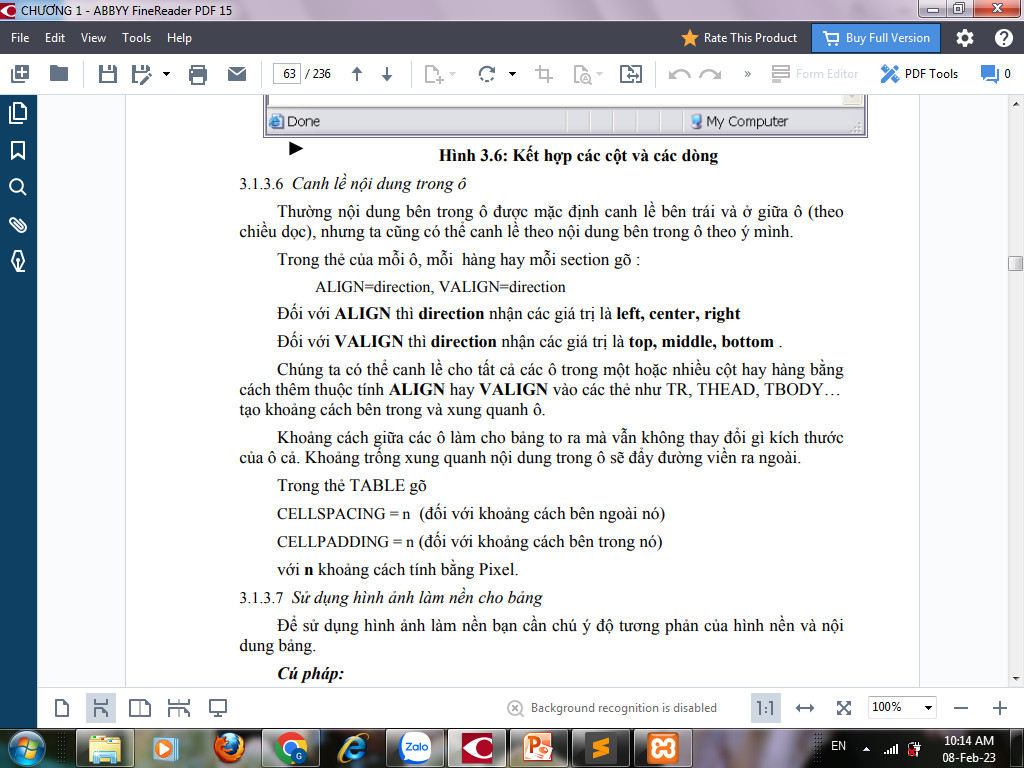 CHƯƠNG 1 - ABBYY FineReader PDF 15
File Edit View Tools Help
Rate This Product
Buy Full Version
63 / 236
» Form Editor
PDF Tools
0
Done
My Computer
Hình 3.6: Kết hợp các cột và các dòng
3.1.3.6 Canh lề nội dung trong ô
Thường nội dung bên trong ô được mặc định canh lề bên trái và ở giữa ô (theo
chiều dọc), nhưng ta cũng có thể canh lề theo nội dung bên trong ô theo ý mình.
Trong thẻ của mỗi ô, mỗi hàng hay mỗi section gõ :
ALIGN=direction, VALIGN=direction
Đối với ALIGN thì direction nhận các giá trị là left, center, right
Đối với VALIGN thì direction nhận các giá trị là top, middle, bottom .
Chúng ta có thể canh lề cho tất cả các ô trong một hoặc nhiều cột hay hàng bằng
cách thêm thuộc tính ALIGN hay VALIGN vào các thẻ như TR, THEAD, TBODY…
tạo khoảng cách bên trong và xung quanh ô.
Khoảng cách giữa các ô làm cho bảng to ra mà vẫn không thay đổi gì kích thước
của ô cả. Khoảng trống xung quanh nội dung trong ô sẽ đẩy đường viền ra ngoài.
Trong thẻ TABLE gõ
CELLSPACING = n (đối với khoảng cách bên ngoài nó)
CELLPADDING = n (đối với khoảng cách bên trong nó)
với n khoảng cách tính bằng Pixel.
3.1.3.7 Sử dụng hình ảnh làm nền cho bảng
Để sử dụng hình ảnh làm nền bạn cần chú ý độ tương phản của hình nền và nội
dung bảng.
Cú pháp:
Background recognition is disabled
1:1
100%
Zalo
EN
10:14 AM
08-Feb-23